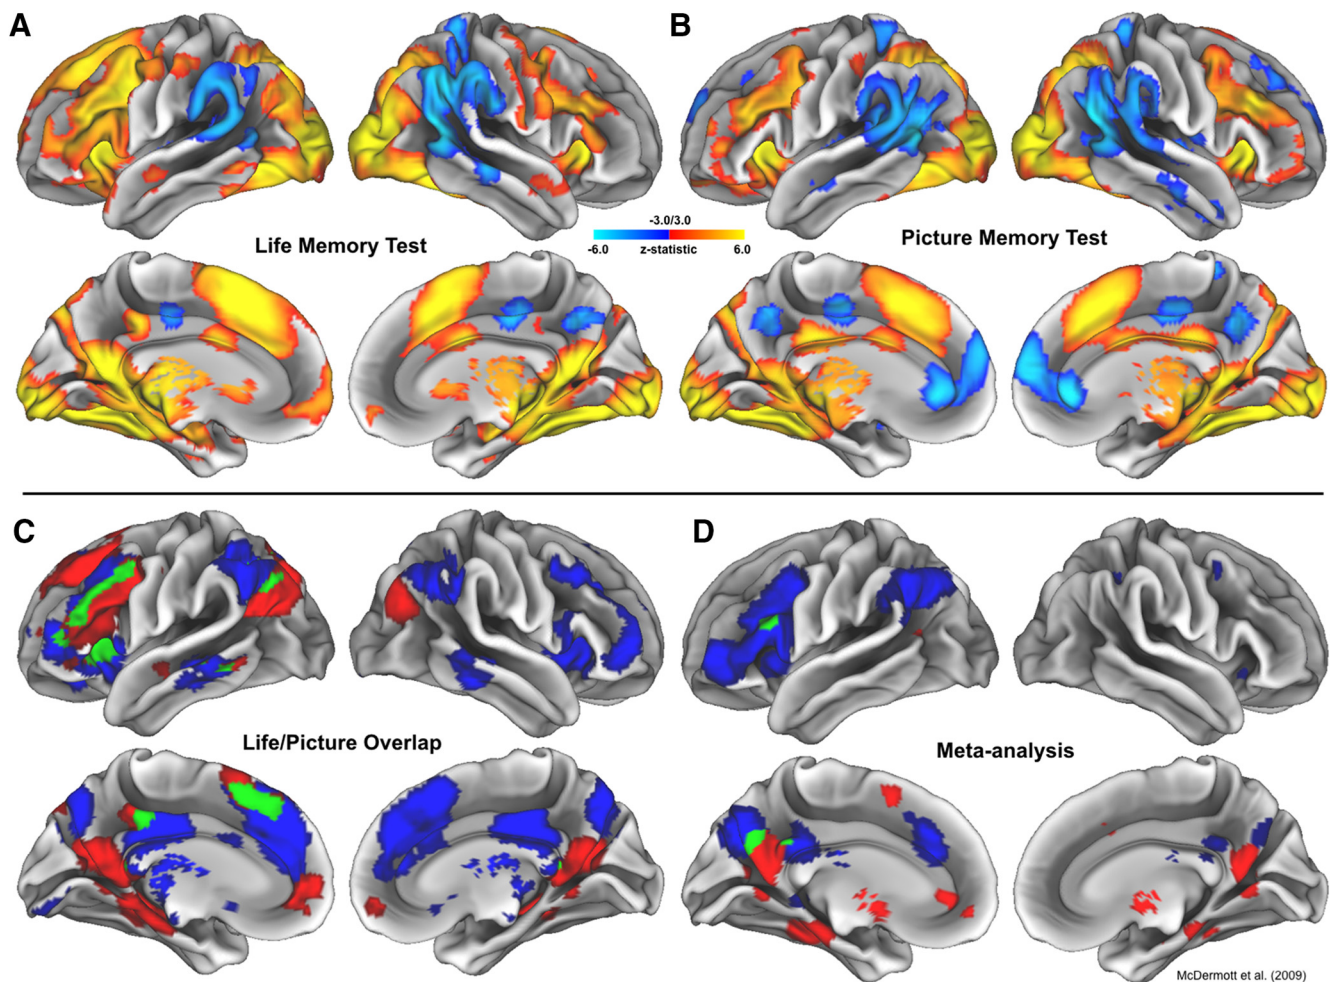 A
B
-3.0/3.0
-6.0 z-statistic 6.0
Life Memory Test
Picture Memory Test
C
D
Life/Picture Overlap
Meta-analysis
McDermott et al. (2009)